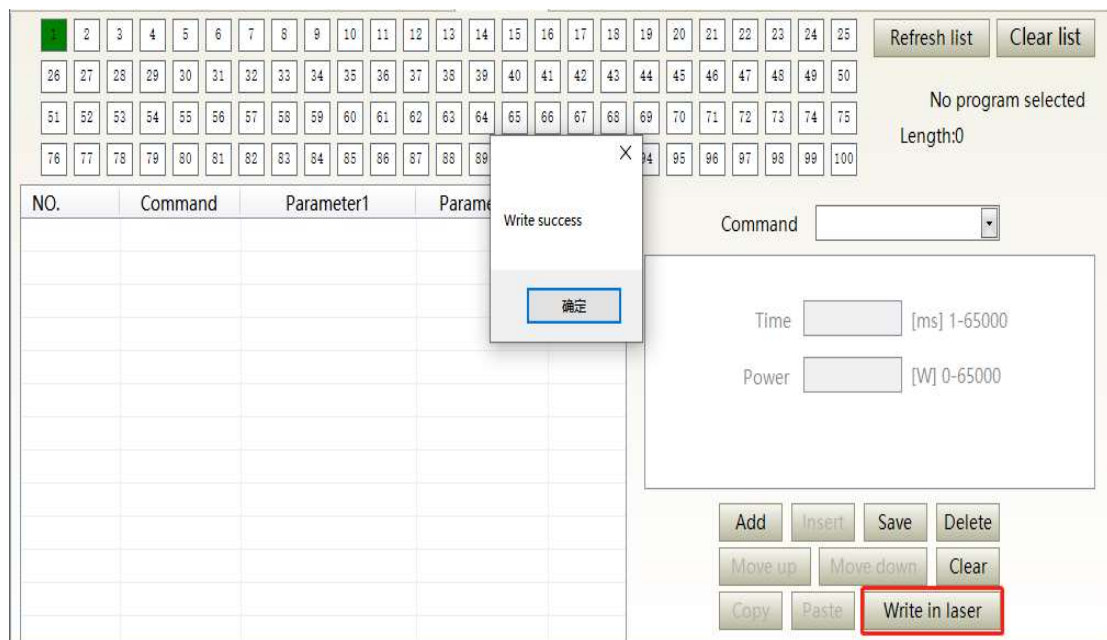 1 2 3 4 5 6 7 8 9 10 11 12 13 14 15 16 17 18 19 20 21 22 23 24 25
Refresh list Clear list
26 27 28 29 30 31 32 33 34 35 36 37 38 39 40 41 42 43 44 45 46 47 48 49 50
No program selected
51 52 53 54 55 56 57 58 59 60 61 62 63 64 65 66 67 68 69 70 71 72 73 74 75
Length:0
76 77 78 79 80 81 82 83 84 85 86 87 88 89 94 95 96 97 98 99 100
X
NO. Command Parameter1 Parame
Write success
Command
确定
Time [ms] 1-65000
Power [W] 0-65000
Add Insert Save Delete
Move up Move down Clear
Copy Paste Write in laser